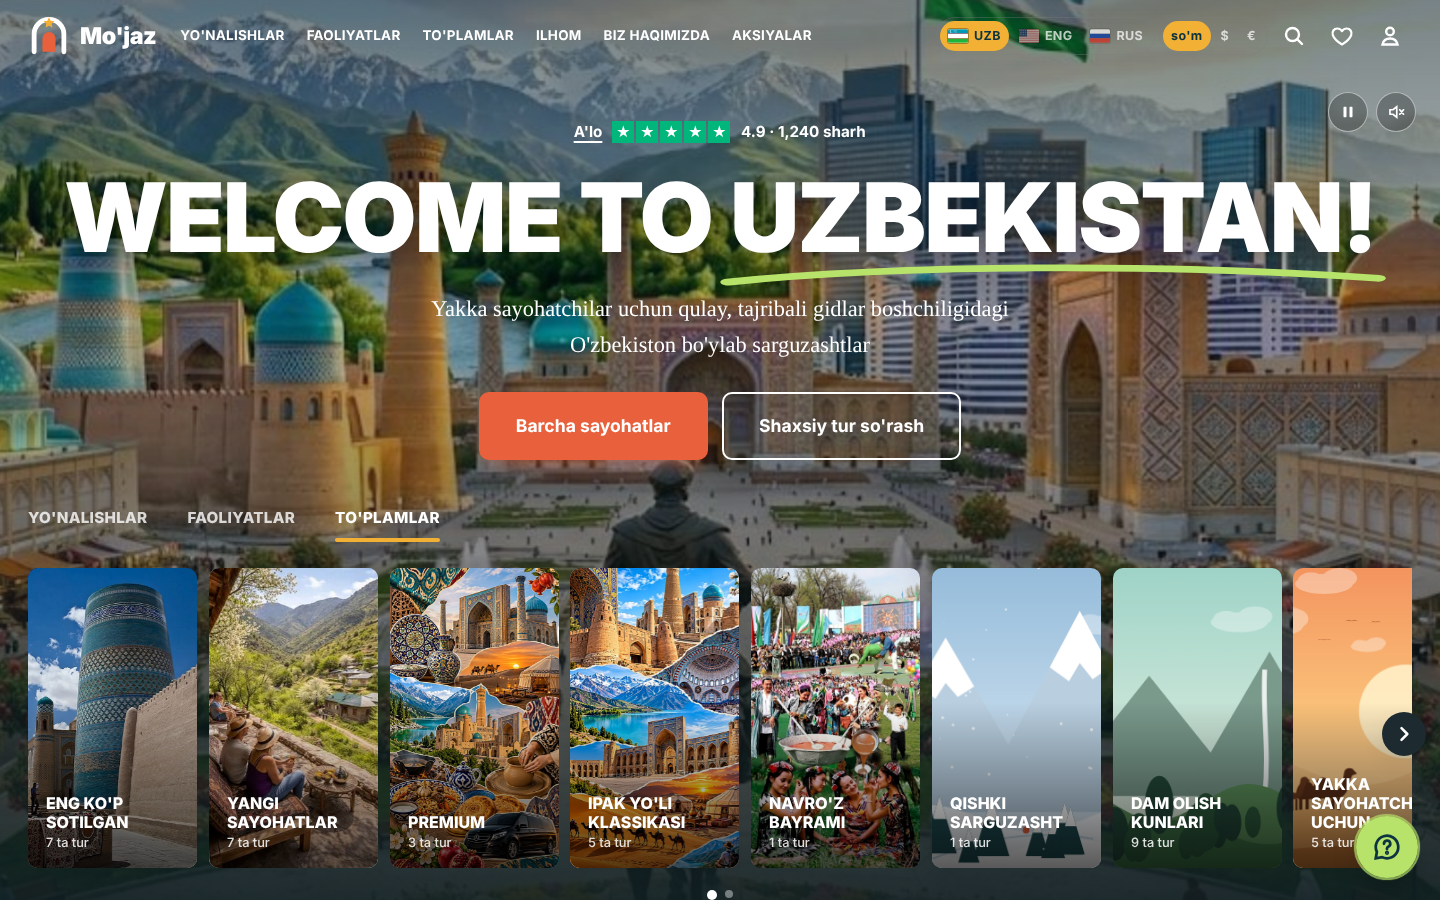 Mo'jaz
YO'NALISHLAR
FAOLIYATLAR
TO'PLAMLAR
ILHOM
BIZ HAQIMIZDA
AKSIYALAR
UZB
ENG
RUS
so'm
$
€
A'lo
4.9 · 1,240 sharh
WELCOME TO UZBEKISTAN!
Yakka sayohatchilar uchun qulay, tajribali gidlar boshchiligidagi
O'zbekiston bo'ylab sarguzashtlar
Barcha sayohatlar
Shaxsiy tur so'rash
YO'NALISHLAR
FAOLIYATLAR
TO'PLAMLAR
ENG KO'P
SOTILGAN
7 ta tur
YANGI
SAYOHATLAR
7 ta tur
PREMIUM
3 ta tur
IPAK YO'LI
KLASSIKASI
5 ta tur
NAVRO'Z
BAYRAMI
1 ta tur
QISHKI
SARGUZASHT
1 ta tur
DAM OLISH
KUNLARI
9 ta tur
YAKKA
SAYOHATCH
UCHUN
5 ta tur